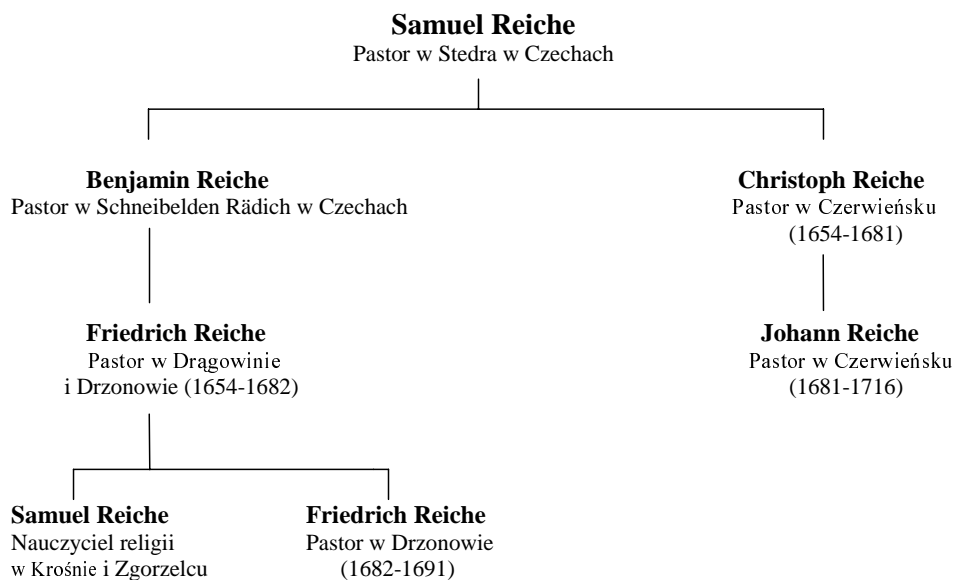 Samuel Reiche
Pastor w Stedra w Czechach
Benjamin Reiche
Pastor w Schneibelden Rädich w Czechach
Christoph Reiche
Pastor w Czerwieńsku
(1654-1681)
Friedrich Reiche
Pastor w Drągowinie
i Drzonowie (1654-1682)
Johann Reiche
Pastor w Czerwieńsku
(1681-1716)
Samuel Reiche
Nauczyciel religii
w Krośnie i Zgorzelcu
Friedrich Reiche
Pastor w Drzonowie
(1682-1691)